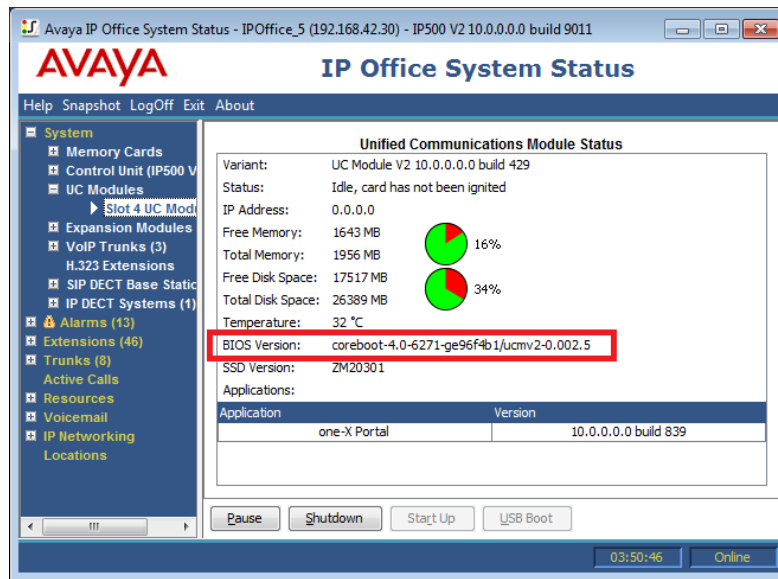 Avaya IP Office System Status - IPOffice_5 (192.168.42.30) - IP500 V2 10.0.0.0.0 build 9011
AVAYA
IP Office System Status
Help Snapshot LogOff Exit About
System
Memory Cards
Control Unit (IP500 V
UC Modules
Slot 4 UC Modu
Expansion Modules
VoIP Trunks (3)
H.323 Extensions
SIP DECT Base Static
IP DECT Systems (1)
Alarms (13)
Extensions (46)
Trunks (8)
Active Calls
Resources
Voicemail
IP Networking
Locations
Unified Communications Module Status
Variant: UC Module V2 10.0.0.0.0 build 429
Status: Idle, card has not been ignited
IP Address: 0.0.0.0
Free Memory: 1643 MB
16%
Total Memory: 1956 MB
Free Disk Space: 17517 MB
34%
Total Disk Space: 26389 MB
Temperature: 32 °C
BIOS Version: coreboot-4.0-6271-ge96f4b1/ucmv2-0.002.5
SSD Version: ZM20301
Applications:
Application Version
one-X Portal 10.0.0.0.0 build 839
Pause Shutdown Start Up USB Boot
03:50:46 Online